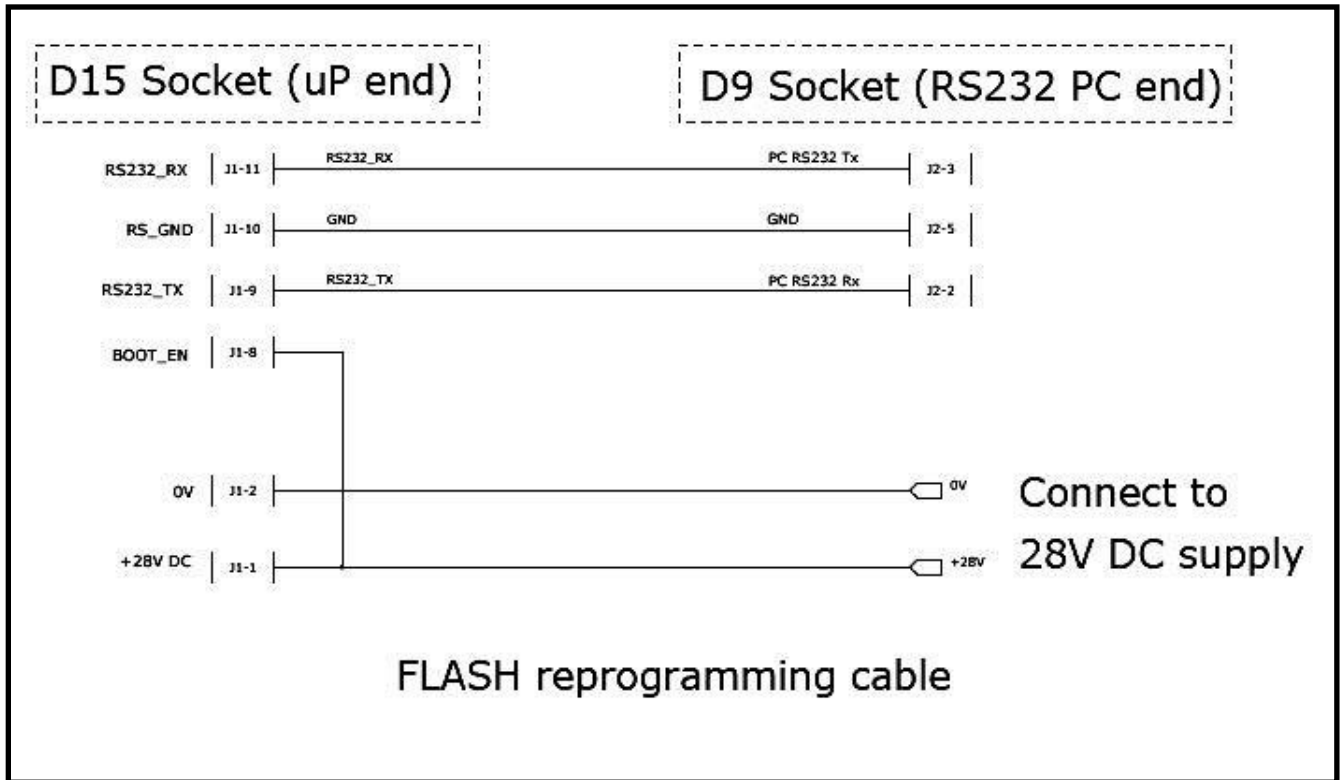 D15 Socket (uP end)
D9 Socket (RS232 PC end)
RS232_RX J1-11 RS232_RX PC RS232 Tx J2-3
RS_GND J1-10 GND GND J2-5
RS232_TX J1-9 RS232_TX PC RS232 Rx J2-2
BOOT_EN J1-8
0V J1-2 0V
+28V DC J1-1 +28V
Connect to
28V DC supply
FLASH reprogramming cable